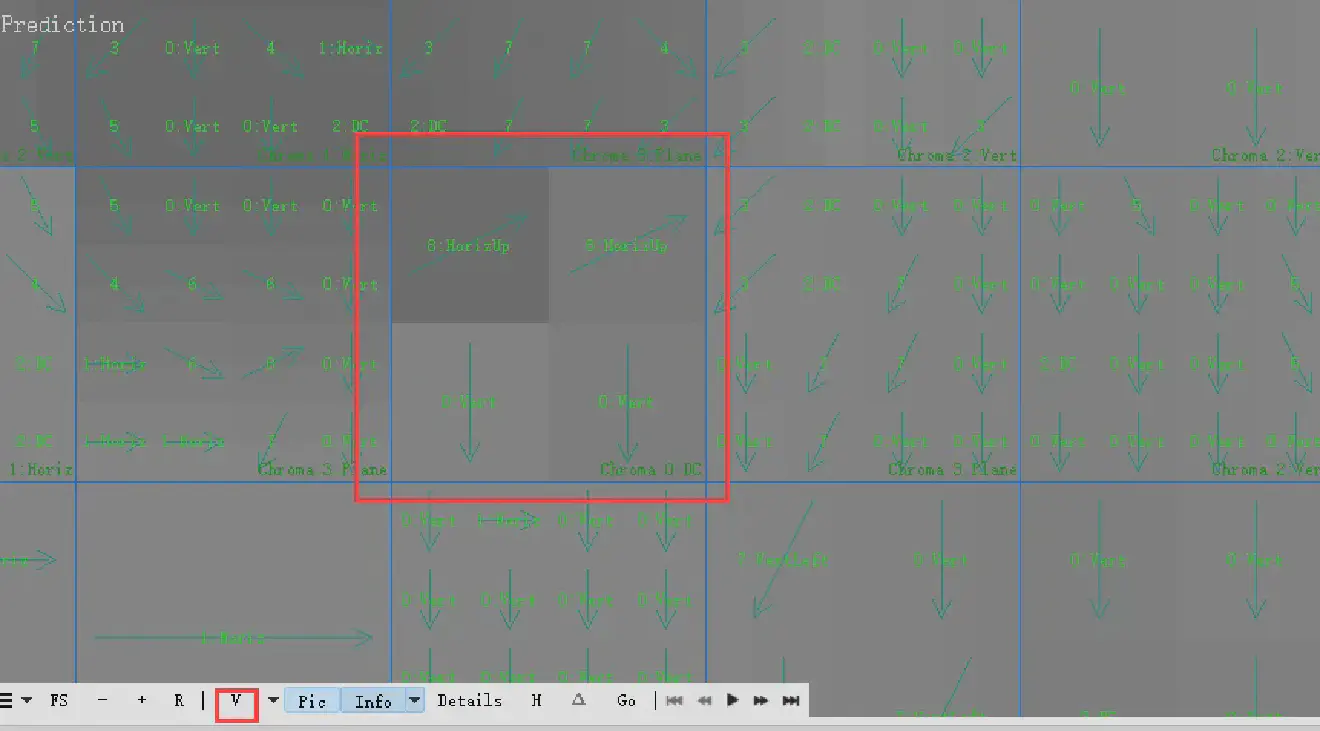 Prediction
7 3 0:Vert 4 1:Horiz 3 7 7 4 3 2:DC 0:Vert 0:Vert
0:Vert 0:Vert
5 5 0:Vert 0:Vert 2:DC 2:DC 7 7 3 3 2:DC 0:Vert
Chroma 3:Plane Chroma 2:Vert Chroma 2:Ver
5 5 0:Vert 0:Vert 0:Vert 3 2:DC 0:Vert 0:Vert 0:Vert 5 0:Vert 0:Vert
8:HorizUp 8:HorizUp
4 4 6 6 0:Vert 3 2:DC 7 0:Vert 0:Vert 0:Vert 0:Vert 5
2:DC 1:Horiz 6 8 0:Vert 0:Vert 7 7 0:Vert 2:DC 0:Vert 0:Vert 5
0:Vert 0:Vert
2:DC 1:Horiz 1:Horiz 7 0:Vert 0:Vert 7 0:Vert 0:Vert 0:Vert 0:Vert 0:Vert 0:Vert
1:Horiz Chroma 3:Plane Chroma 0:DC Chroma 3:Plane Chroma 2:Ver
0:Vert 1:Horiz 0:Vert 0:Vert
7:VertLeft 0:Vert 0:Vert 0:Vert
0:Vert 0:Vert 0:Vert 0:Vert
1:Horiz
0:Vert 0:Vert 0:Vert 0:Vert
FS - + R | V Pic Info Details H Δ Go